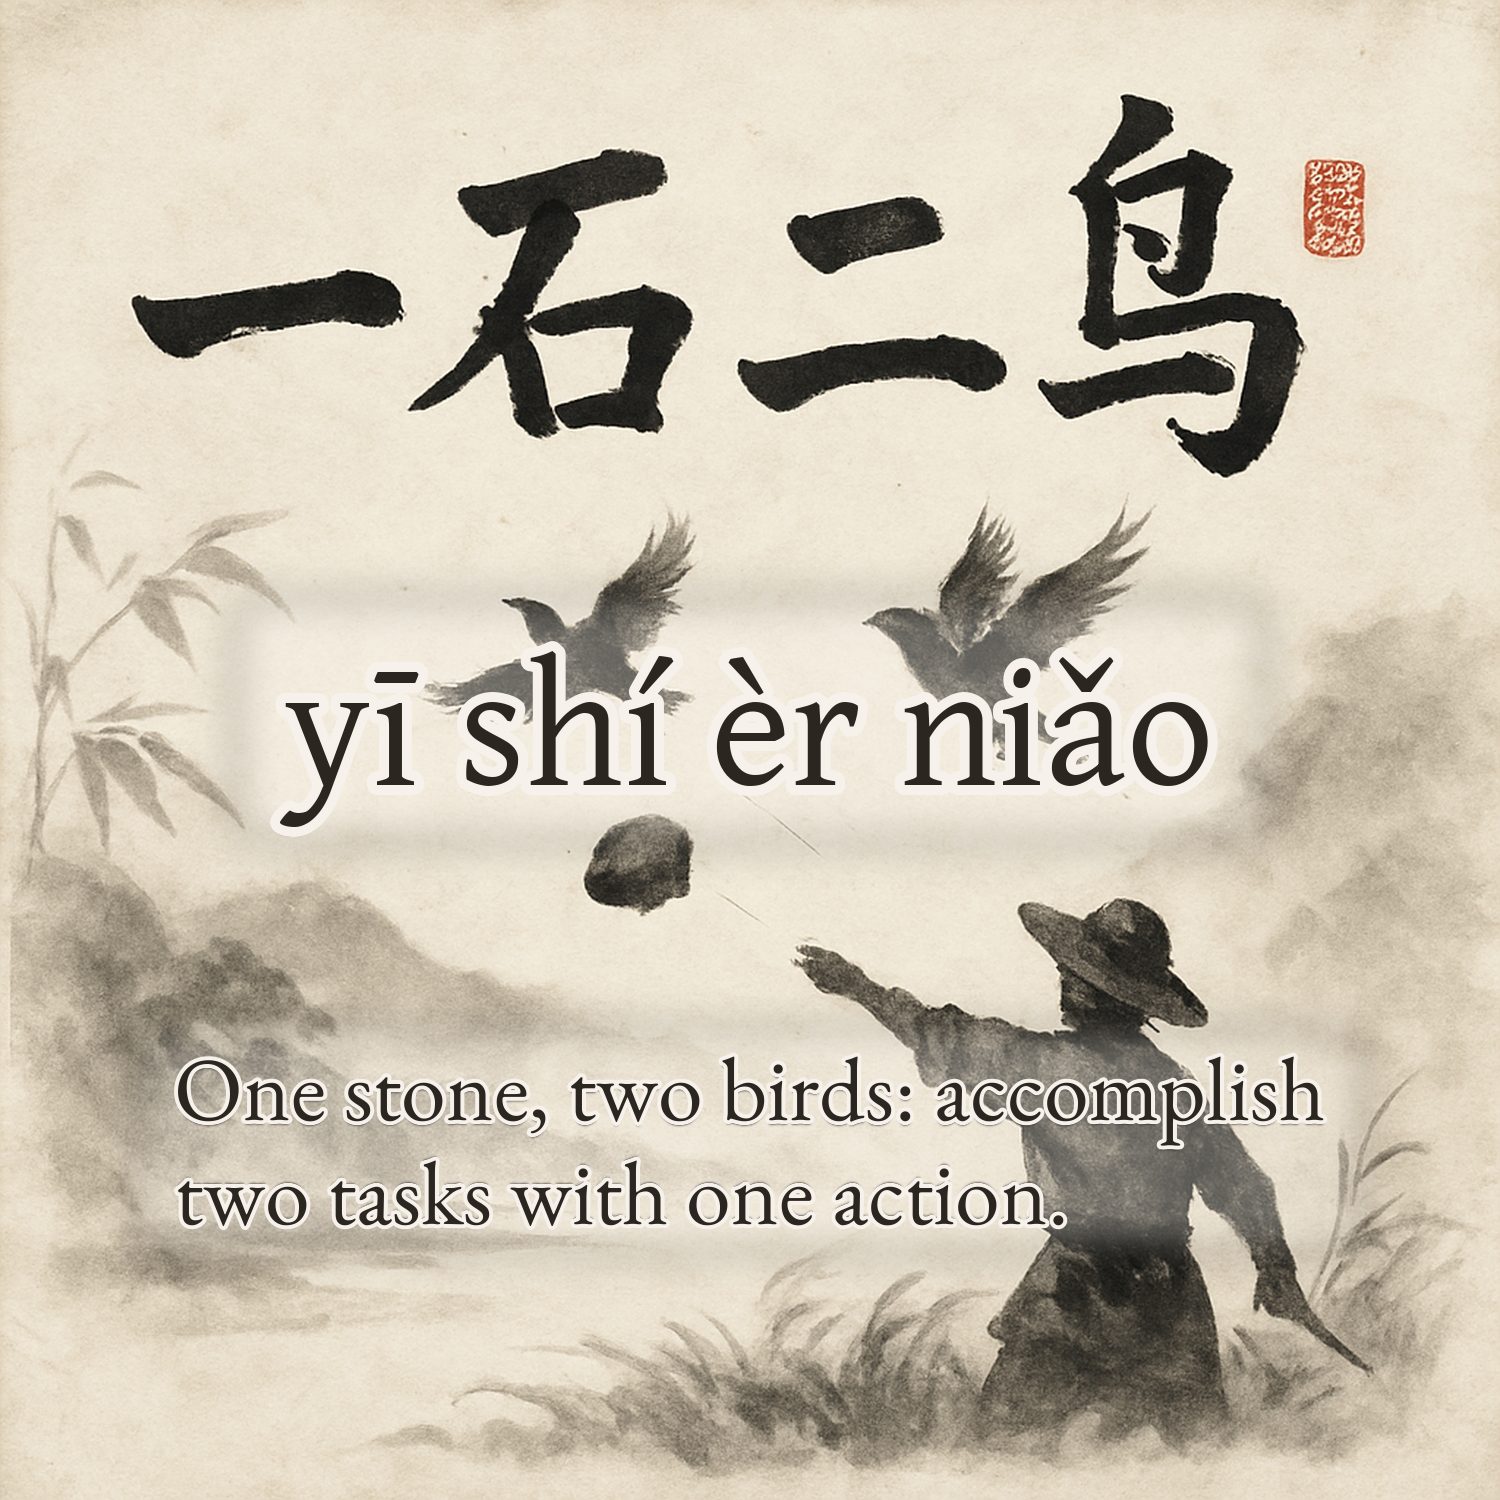 一石二鸟
yī shí èr niǎo
One stone, two birds: accomplish
two tasks with one action.